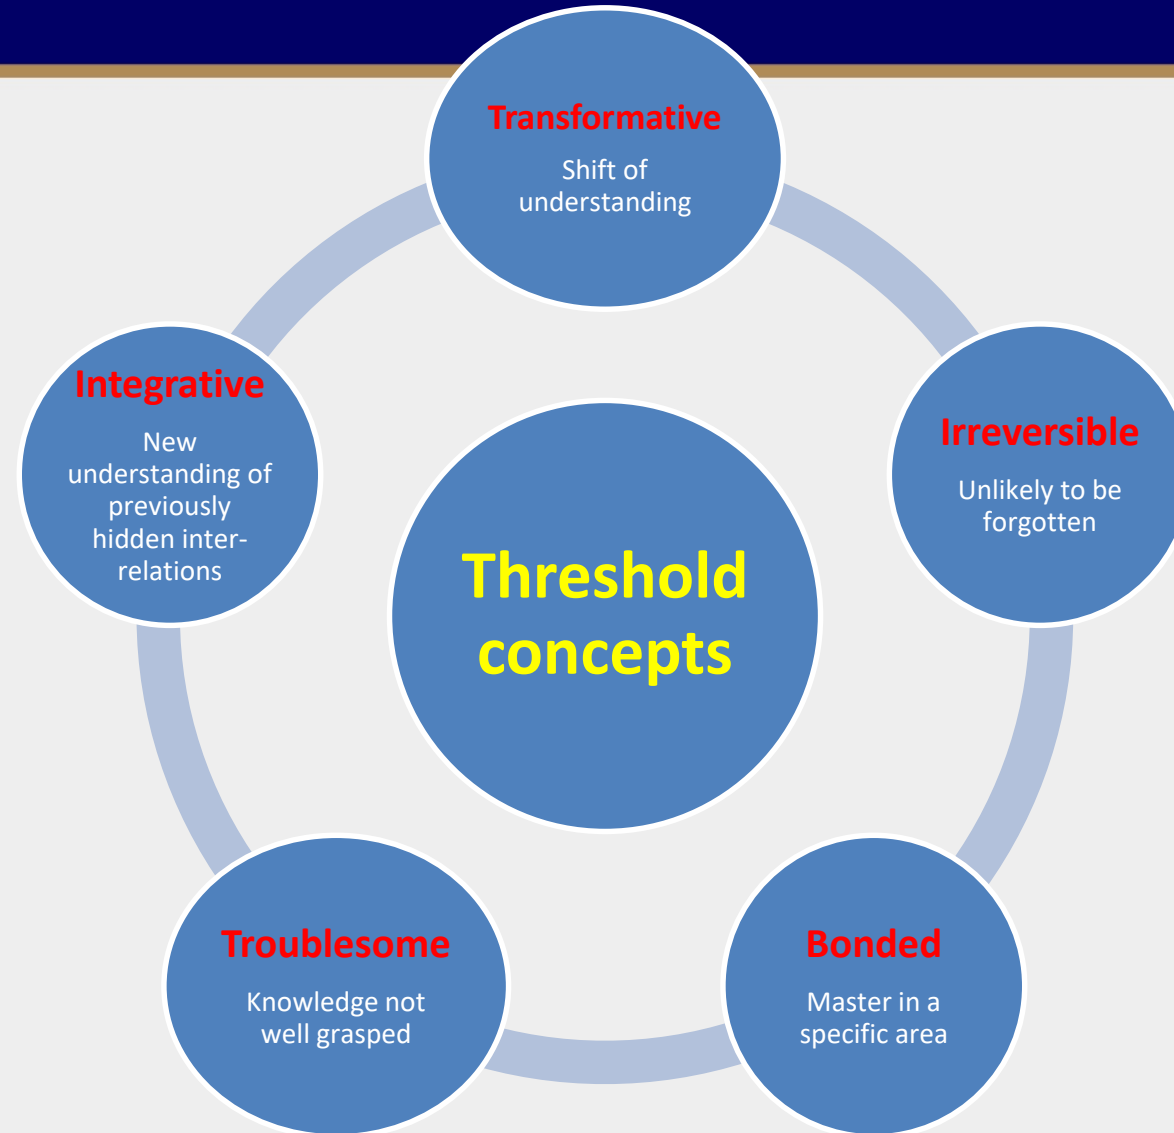 Transformative
Shift of
understanding
Irreversible
Unlikely to be
forgotten
Bonded
Master in a
specific area
Troublesome
Knowledge not
well grasped
Integrative
New
understanding of
previously
hidden inter-
relations
Threshold
concepts